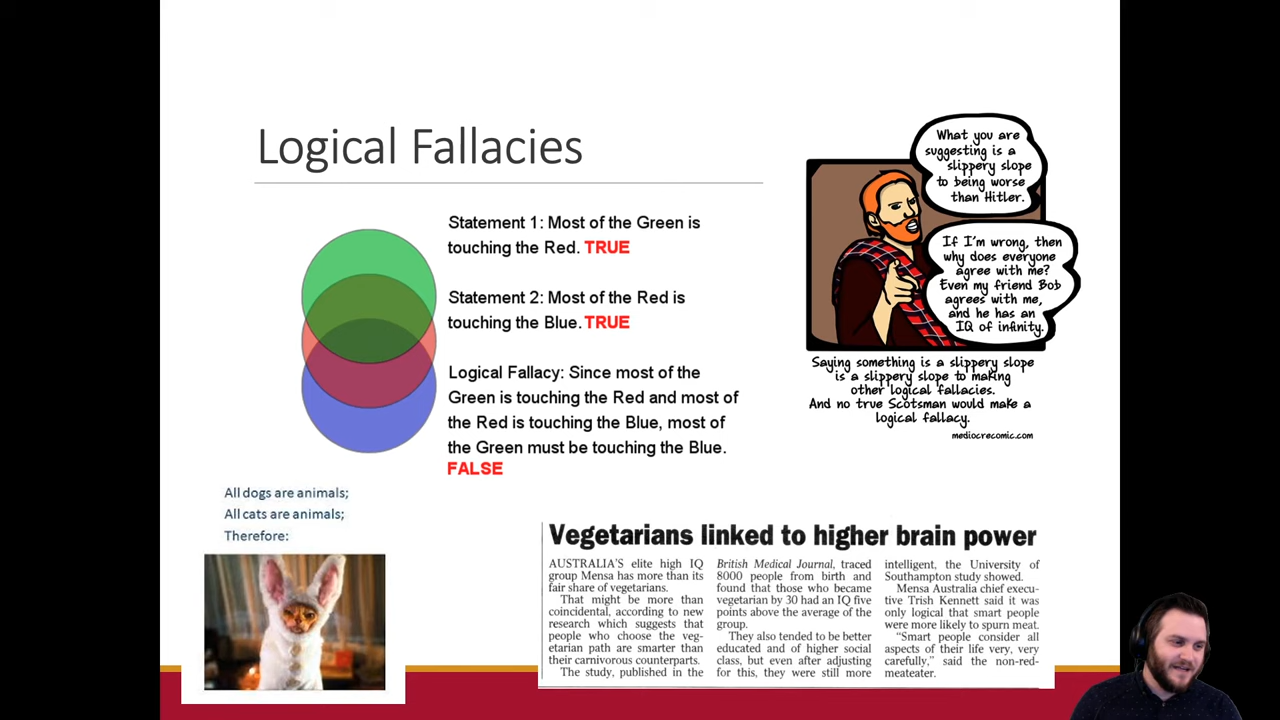 Logical Fallacies
Statement 1: Most of the Green is
touching the Red. TRUE
Statement 2: Most of the Red is
touching the Blue. TRUE
Logical Fallacy: Since most of the
Green is touching the Red and most of
the Red is touching the Blue, most of
the Green must be touching the Blue.
FALSE
What you are
suggesting is a
slippery slope
to being worse
than Hitler.
If I'm wrong, then
why does everyone
agree with me?
Even my friend Bob
agrees with me,
and he has an
IQ of infinity.
Saying something is a slippery slope
is a slippery slope to making
other logical fallacies.
And no true Scotsman would make a
logical fallacy.
mediocrecomic.com
All dogs are animals;
All cats are animals;
Therefore:
Vegetarians linked to higher brain power
AUSTRALIA'S elite high IQ
group Mensa has more than its
fair share of vegetarians.
That might be more than
coincidental, according to new
research which suggests that
people who choose the veg-
etarian path are smarter than
their carnivorous counterparts.
The study, published in the
British Medical Journal, traced
8000 people from birth and
found that those who became
vegetarian by 30 had an IQ five
points above the average of the
group.
They also tended to be better
educated and of higher social
class, but even after adjusting
for this, they were still more
intelligent, the University of
Southampton study showed.
Mensa Australia chief execu-
tive Trish Kennett said it was
only logical that smart people
were more likely to spurn meat.
"Smart people consider all
aspects of their life very, very
carefully," said the non-red-
meateater.